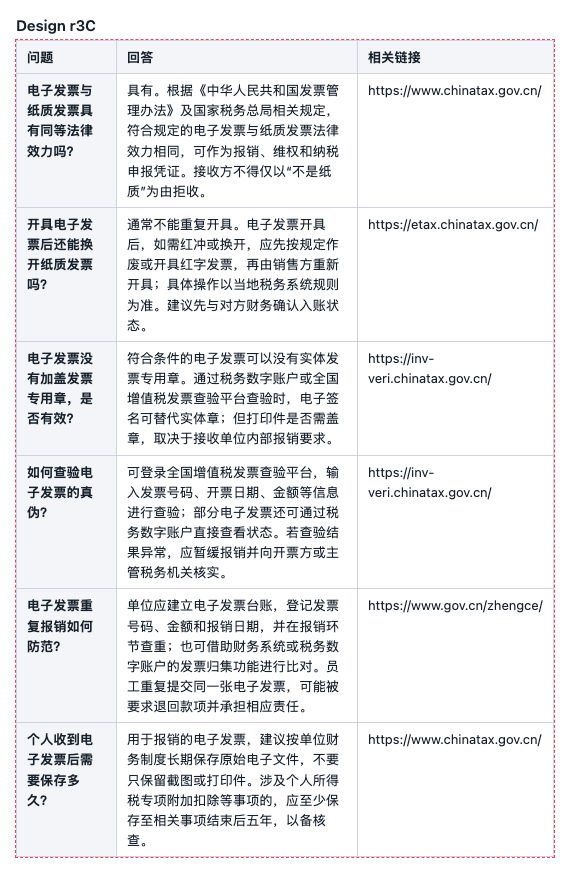 Design r3C
问题
回答
相关链接
电子发票与
纸质发票具
有同等法律
效力吗？
具有。根据《中华人民共和国发票管
理办法》及国家税务总局相关规定，
符合规定的电子发票与纸质发票法律
效力相同，可作为报销、维权和纳税
申报凭证。接收方不得仅以“不是纸
质”为由拒收。
https://www.chinatax.gov.cn/
开具电子发
票后还能换
开纸质发票
吗？
通常不能重复开具。电子发票开具
后，如需红冲或换开，应先按规定作
废或开具红字发票，再由销售方重新
开具；具体操作以当地税务系统规则
为准。建议先与对方财务确认入账状
态。
https://etax.chinatax.gov.cn/
电子发票没
有加盖发票
专用章，是
否有效？
符合条件的电子发票可以没有实体发
票专用章。通过税务数字账户或全国
增值税发票查验平台查验时，电子签
名可替代实体章；但打印件是否需盖
章，取决于接收单位内部报销要求。
https://inv-
veri.chinatax.gov.cn/
如何查验电
子发票的真
伪？
可登录全国增值税发票查验平台，输
入发票号码、开票日期、金额等信息
进行查验；部分电子发票还可通过税
务数字账户直接查看状态。若查验结
果异常，应暂缓报销并向开票方或主
管税务机关核实。
https://inv-
veri.chinatax.gov.cn/
电子发票重
复报销如何
防范？
单位应建立电子发票台账，登记发票
号码、金额和报销日期，并在报销环
节查重；也可借助财务系统或税务数
字账户的发票归集功能进行比对。员
工重复提交同一张电子发票，可能被
要求退回款项并承担相应责任。
https://www.gov.cn/zhengce/
个人收到电
子发票后需
要保存多
久？
用于报销的电子发票，建议按单位财
务制度长期保存原始电子文件，不要
只保留截图或打印件。涉及个人所得
税专项附加扣除等事项的，应至少保
存至相关事项结束后五年，以备核
查。
https://www.chinatax.gov.cn/